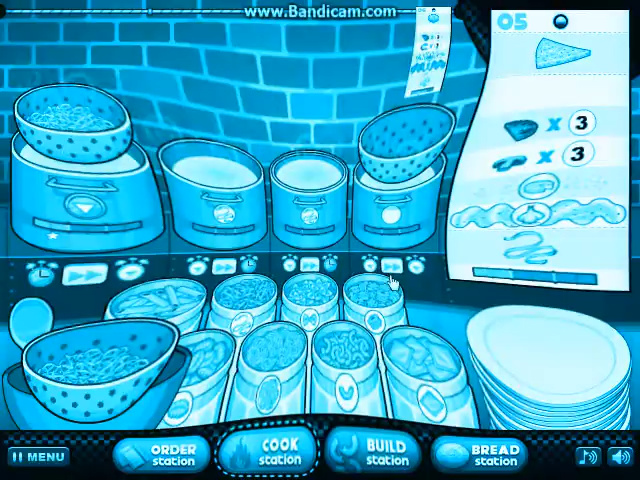 www.Bandicam.com
05
x 3
x 3
MENU
ORDER
station
COOK
station
BUILD
station
BREAD
station